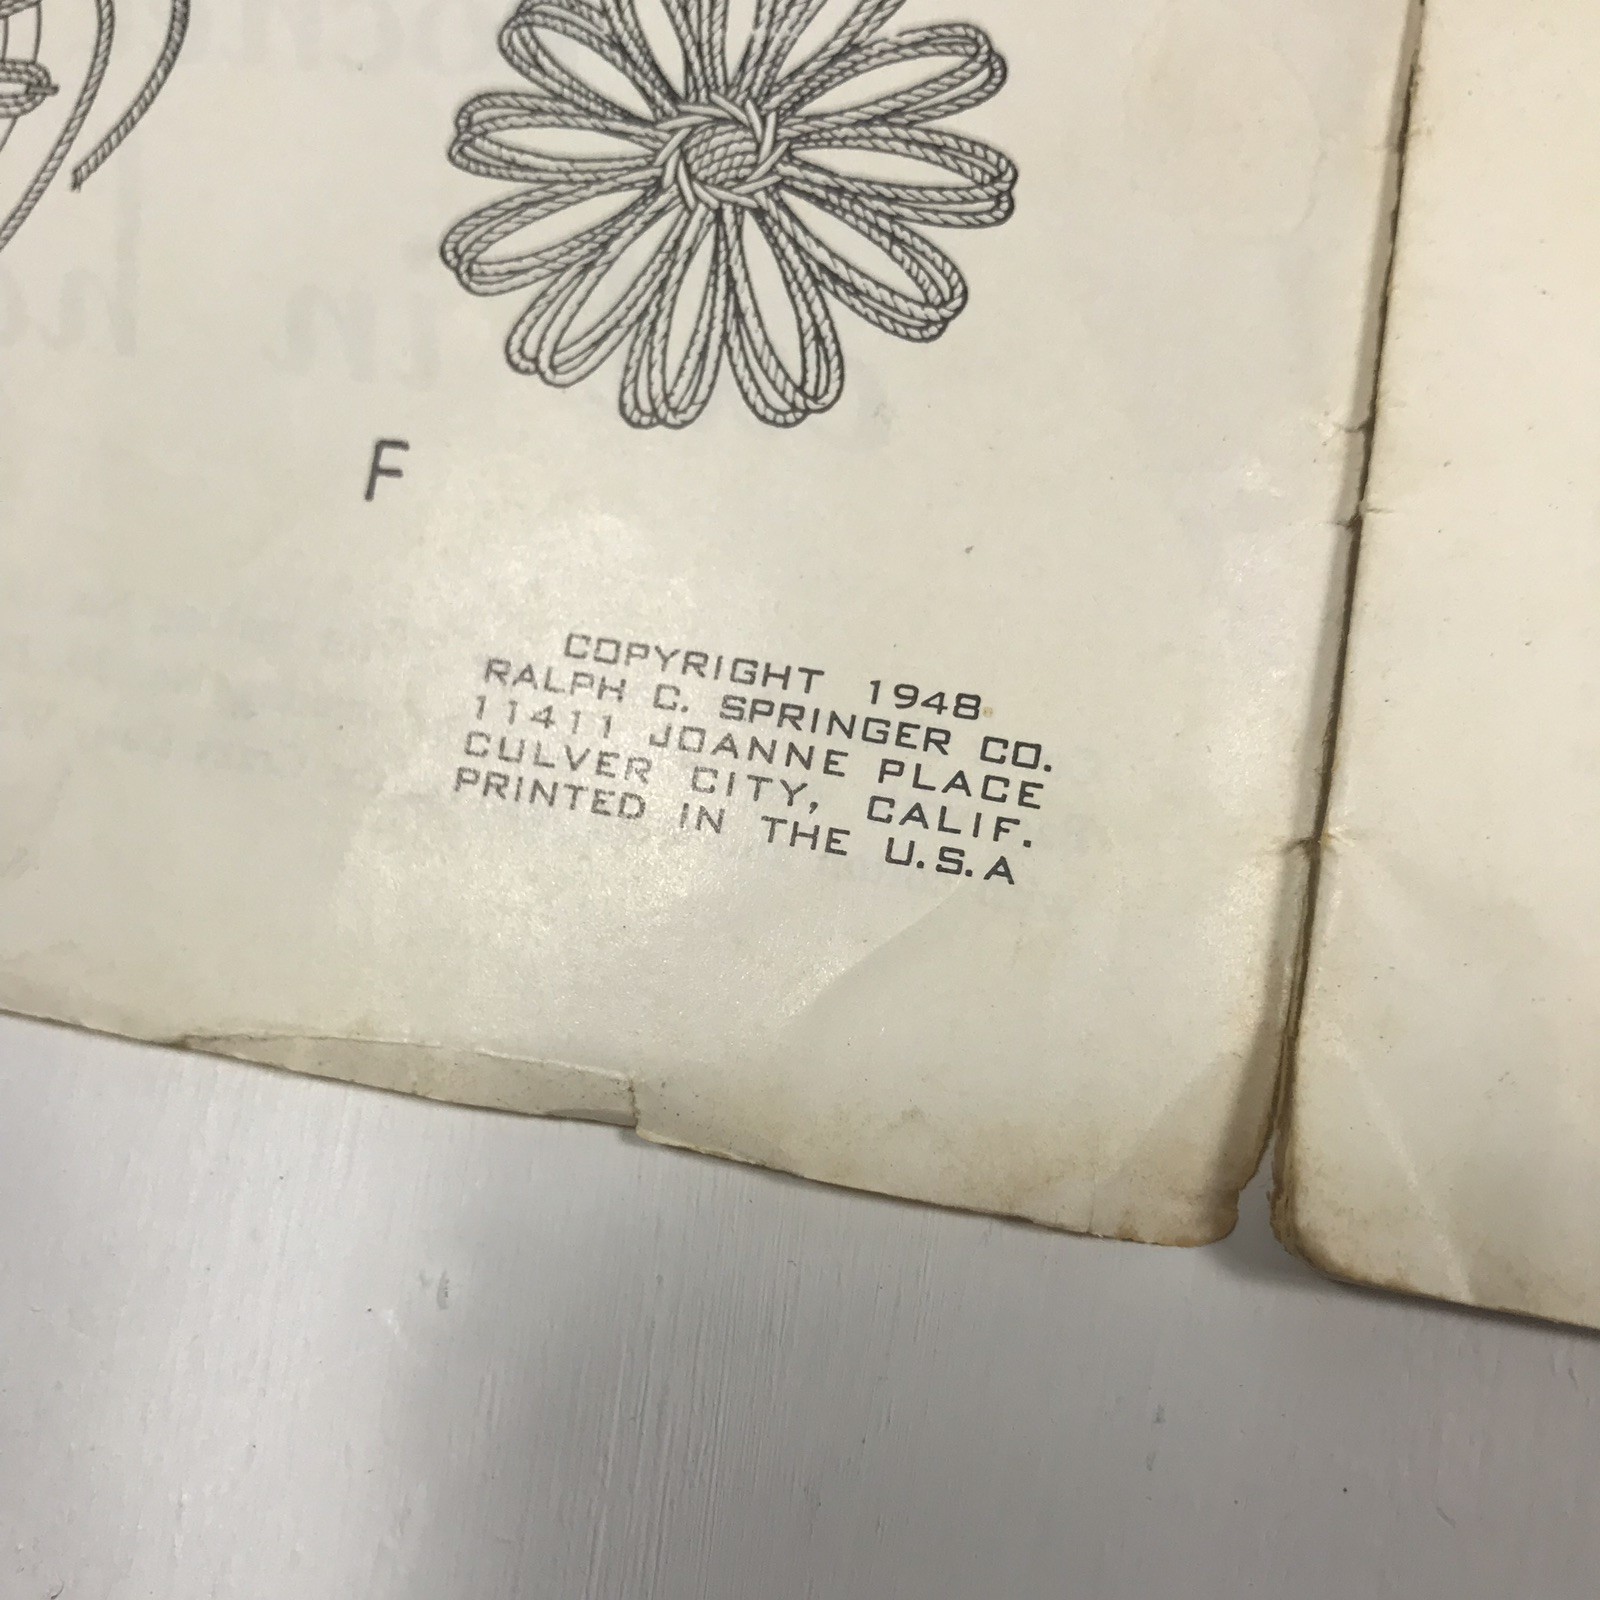 F
COPYRIGHT 1948
RALPH C. SPRINGER CO.
11411 JOANNE PLACE
CULVER CITY, CALIF.
PRINTED IN THE U.S.A